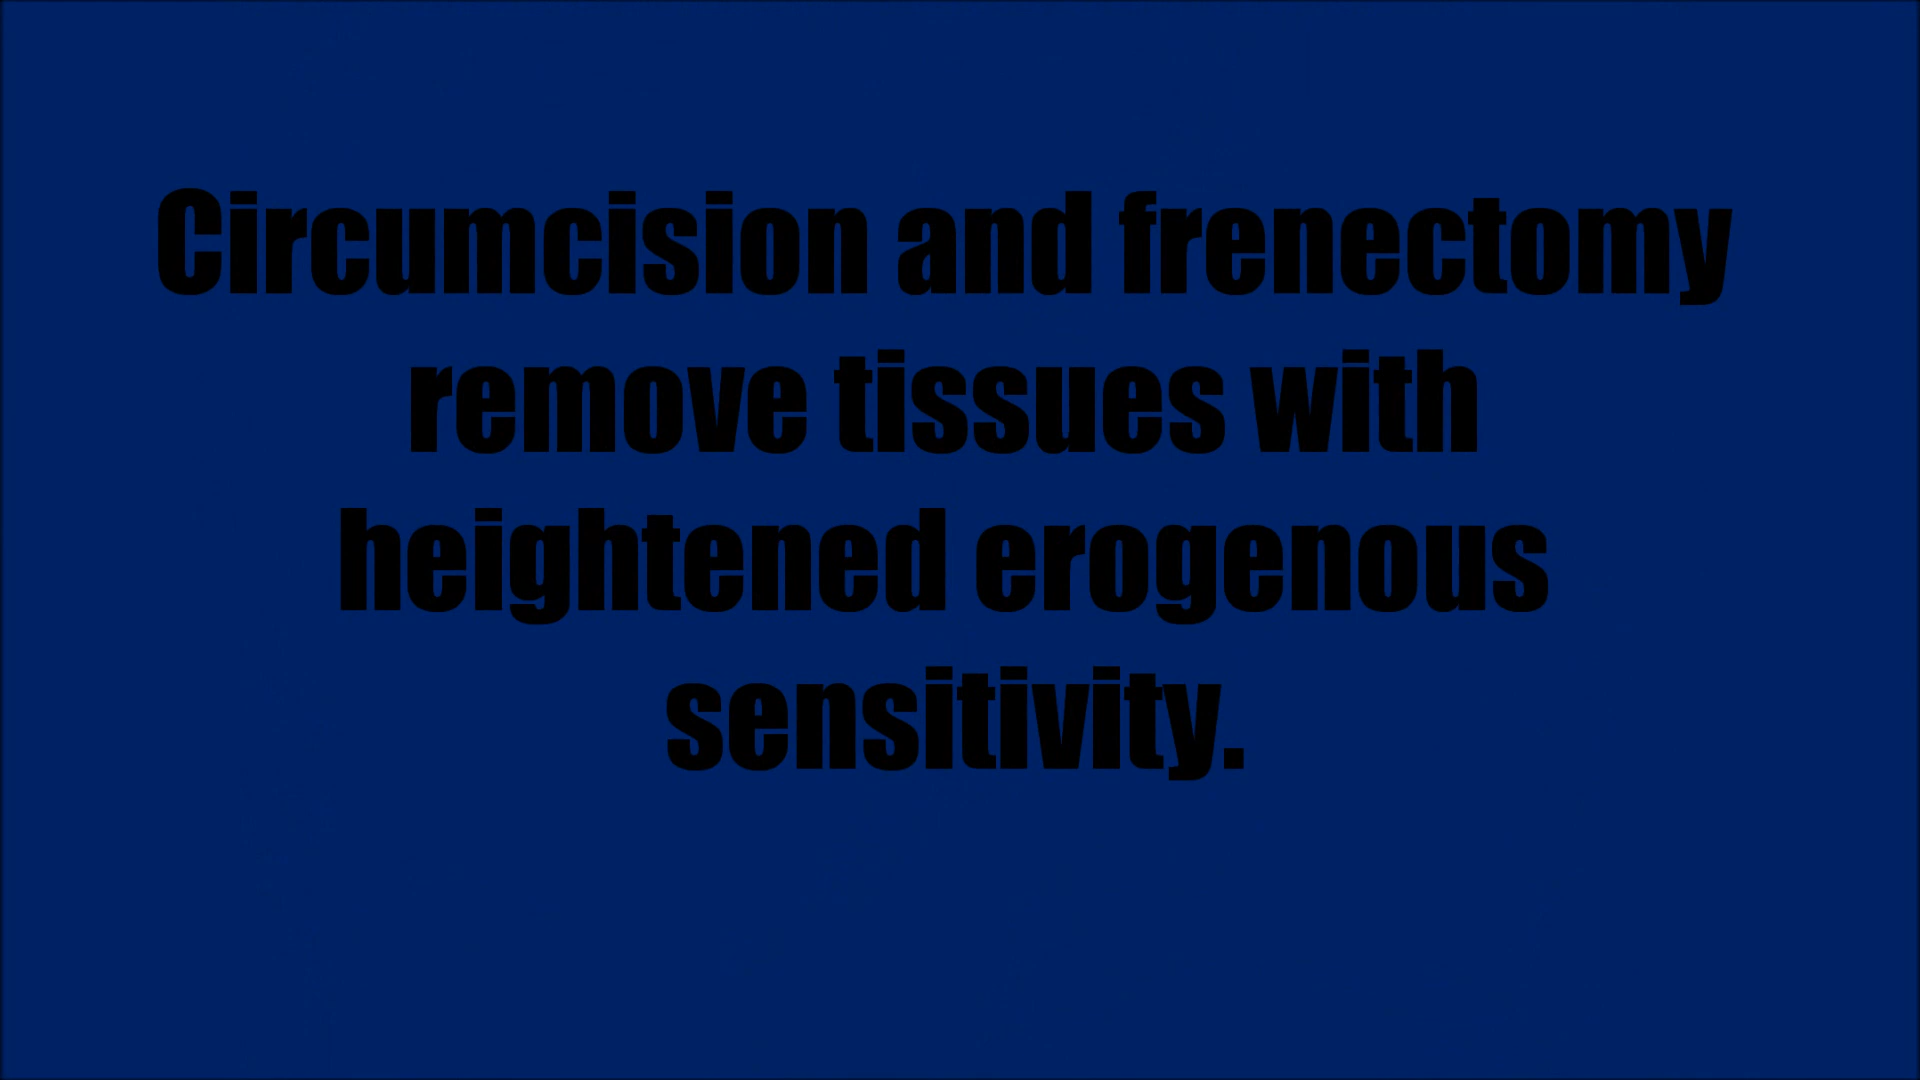 Circumcision and frenectomy
remove tissues with
heightened erogenous
sensitivity.